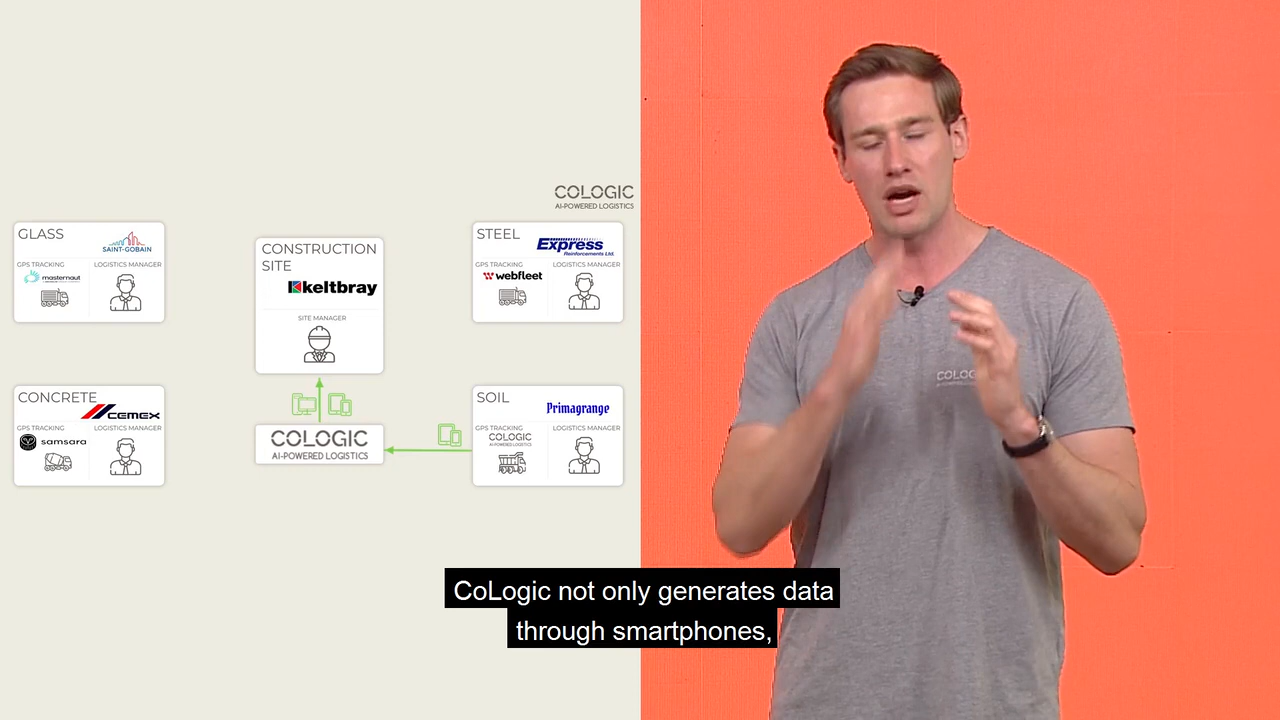 COLOGIC
AI-POWERED LOGISTICS
GLASS
SAINT-GOBAIN
GPS TRACKING
LOGISTICS MANAGER
masternaut
CONSTRUCTION
SITE
keltbray
SITE MANAGER
STEEL
Express
Reinforcements Ltd.
GPS TRACKING
LOGISTICS MANAGER
webfleet
CONCRETE
CEMEX
GPS TRACKING
LOGISTICS MANAGER
samsara
COLOGIC
AI-POWERED LOGISTICS
SOIL
Primagrange
GPS TRACKING
LOGISTICS MANAGER
COLOGIC
AI-POWERED LOGISTICS
CoLogic not only generates data
through smartphones,